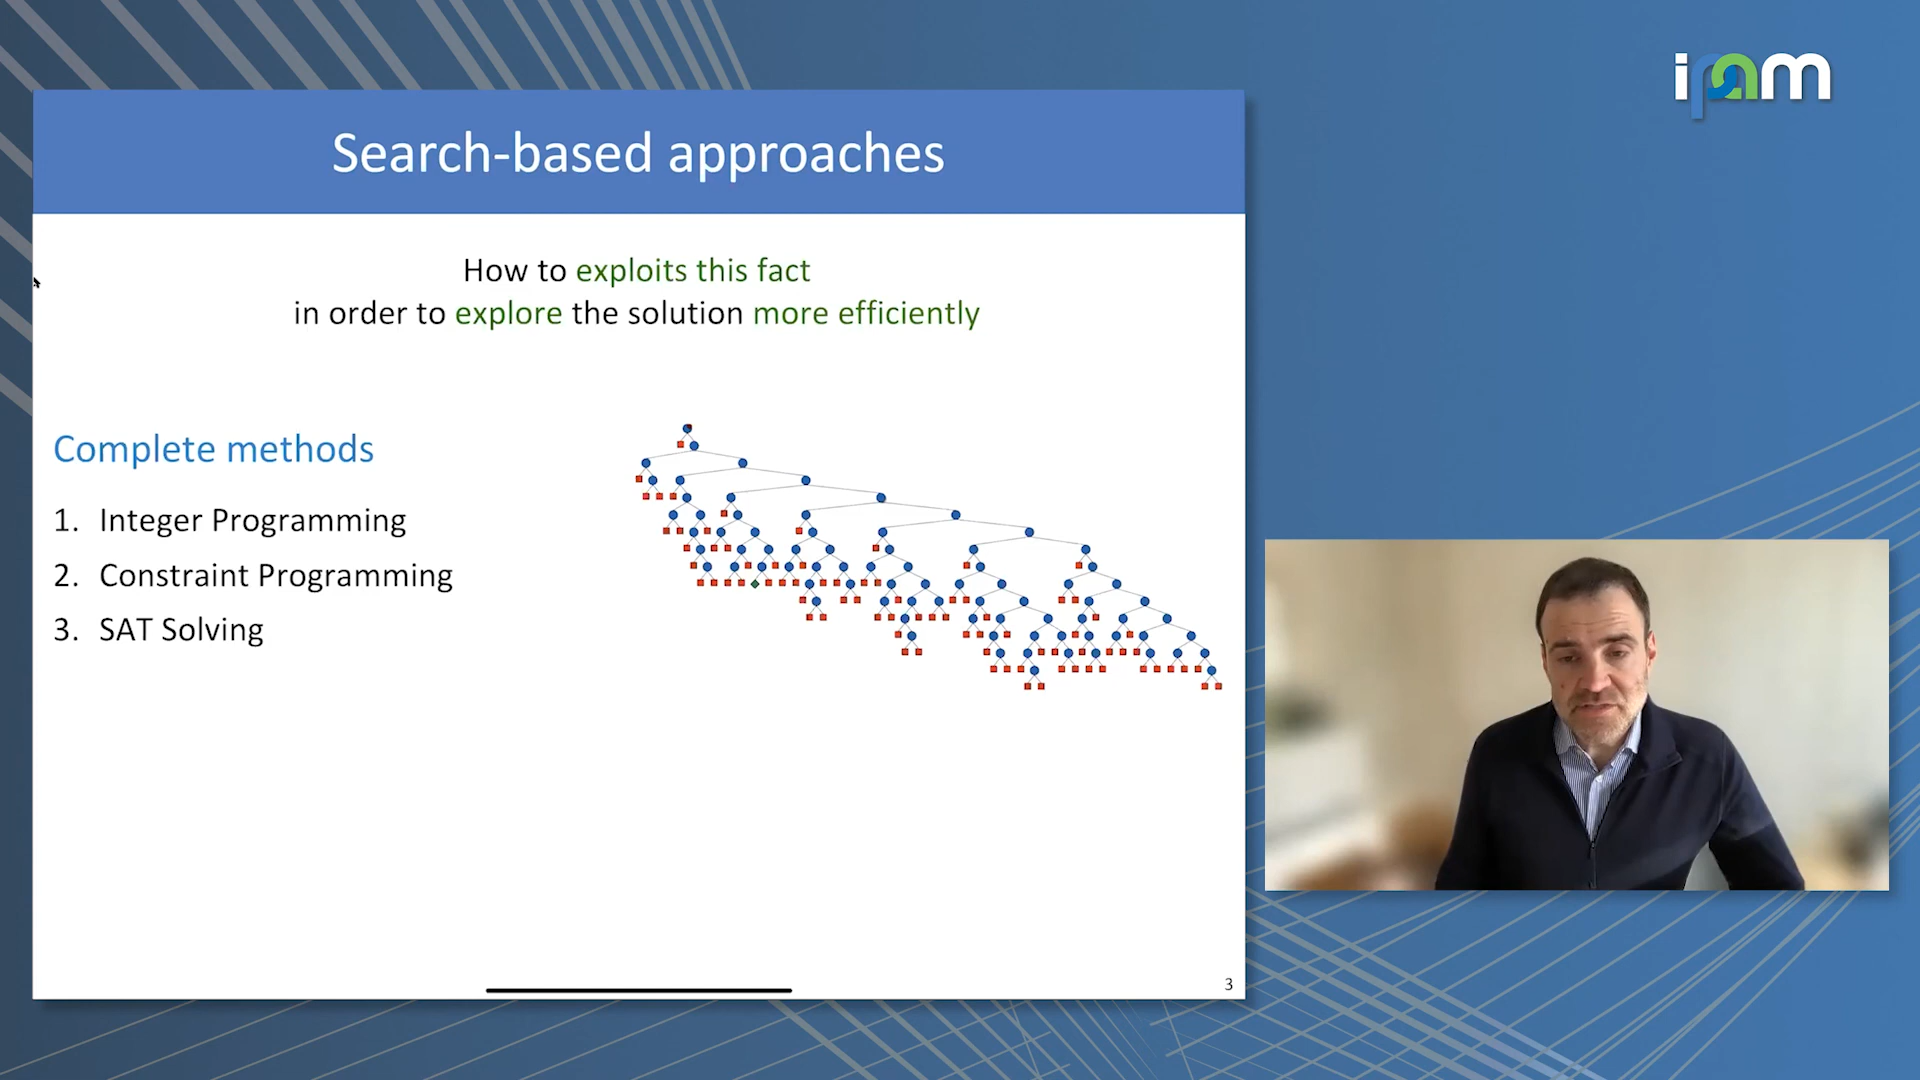 ipam
Search-based approaches
How to exploits this fact
in order to explore the solution more efficiently
Complete methods
1. Integer Programming
2. Constraint Programming
3. SAT Solving
3